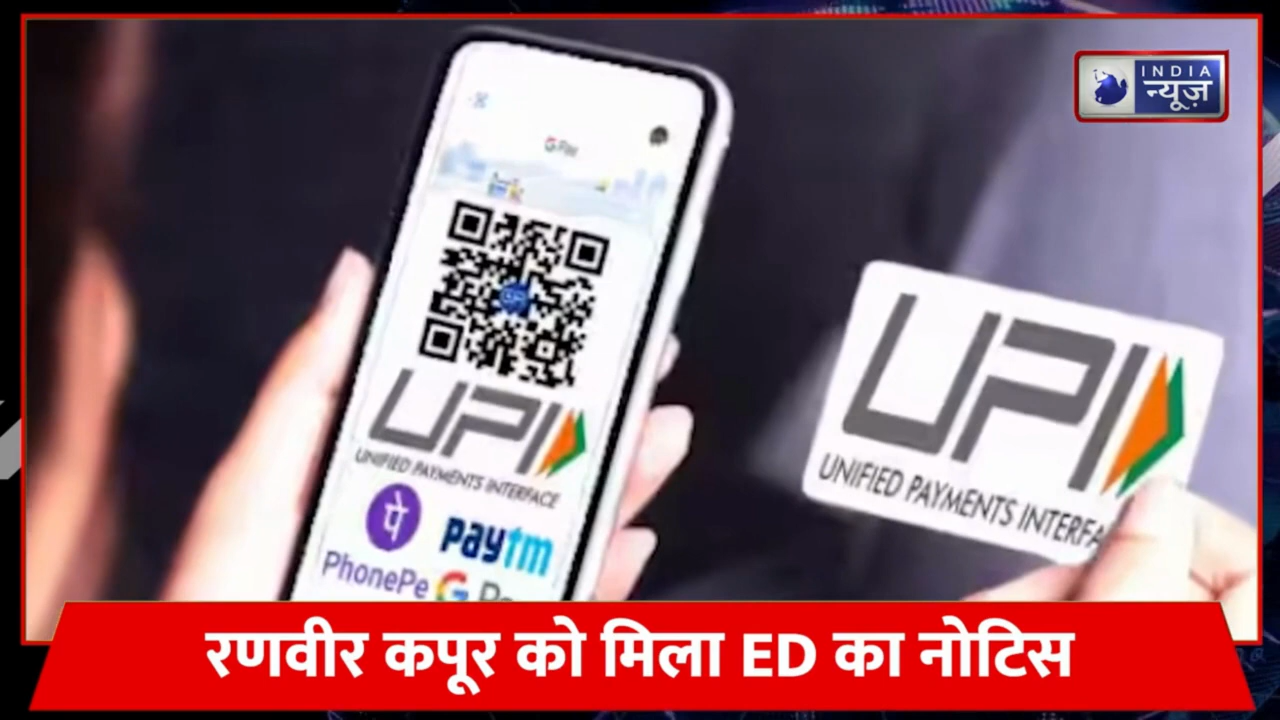 INDIA
न्यूज़
G Pay
UPI
UNIFIED PAYMENTS INTERFACE
पे
paytm
PhonePe
UPI
UNIFIED PAYMENTS INTERFA
रणवीर कपूर को मिला ED का नोटिस